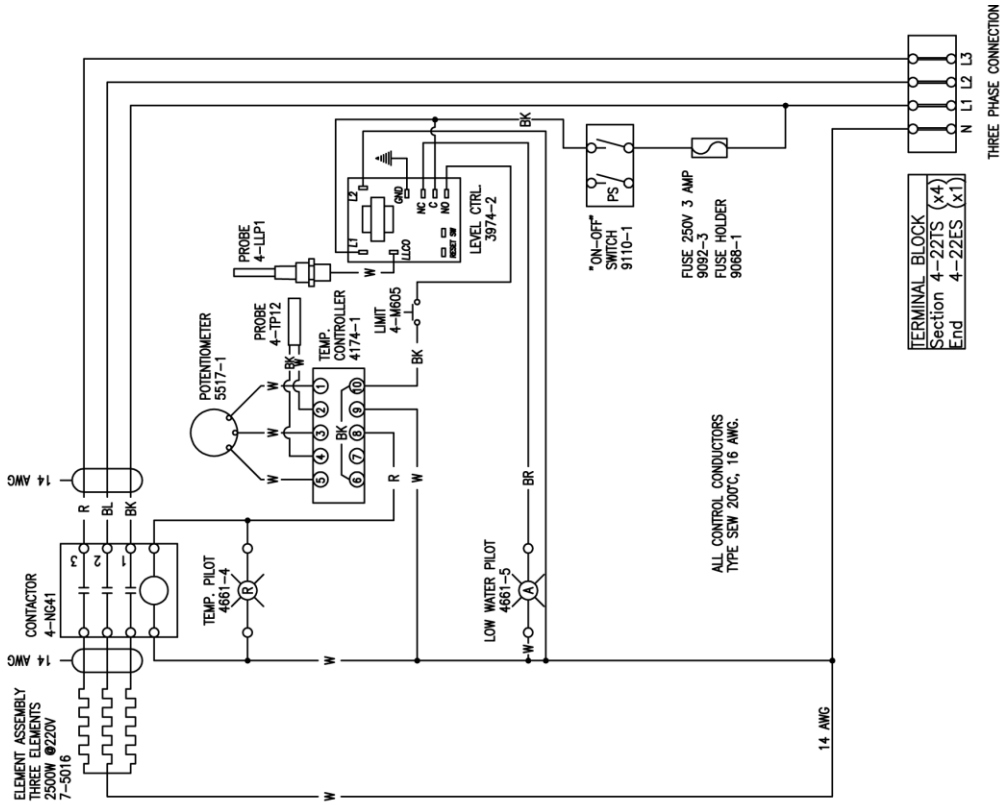 ELEMENT ASSEMBLY
THREE ELEMENTS
2500W @220V
7-5016
14 AWG
CONTACTOR
4-NG41
3
2
1
14 AWG
R
BL
BK
TEMP. PILOT
4661-4
R
POTENTIOMETER
5517-1
W
W
W
PROBE
4-TP12
BK
W
TEMP.
CONTROLLER
4174-1
5
4
3
2
1
BK
6
7
8
9
10
R
W
W
PROBE
4-LLP1
W
LIMIT
4-M605
BK
L1
L2
LLCO
GND
NC
C
NO
RESET SW
LEVEL CTRL.
3974-2
BK
LOW WATER PILOT
4661-5
W
A
BR
"ON-OFF"
SWITCH
9110-1
PS
FUSE 250V 3 AMP
9092-3
FUSE HOLDER
9068-1
ALL CONTROL CONDUCTORS
TYPE SEW 200°C, 16 AWG.
W
14 AWG
N
L1
L2
L3
THREE PHASE CONNECTION
TERMINAL BLOCK
Section 4-22TS (x4)
End 4-22ES (x1)